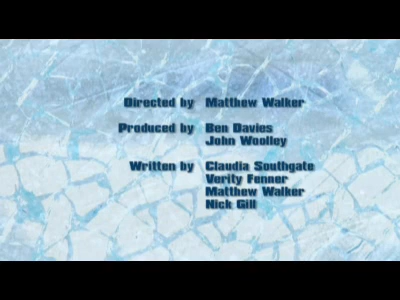 Directed by Matthew Walker
Produced by Ben Davies
John Woolley
Written by Claudia Southgate
Verity Fenner
Matthew Walker
Nick Gill